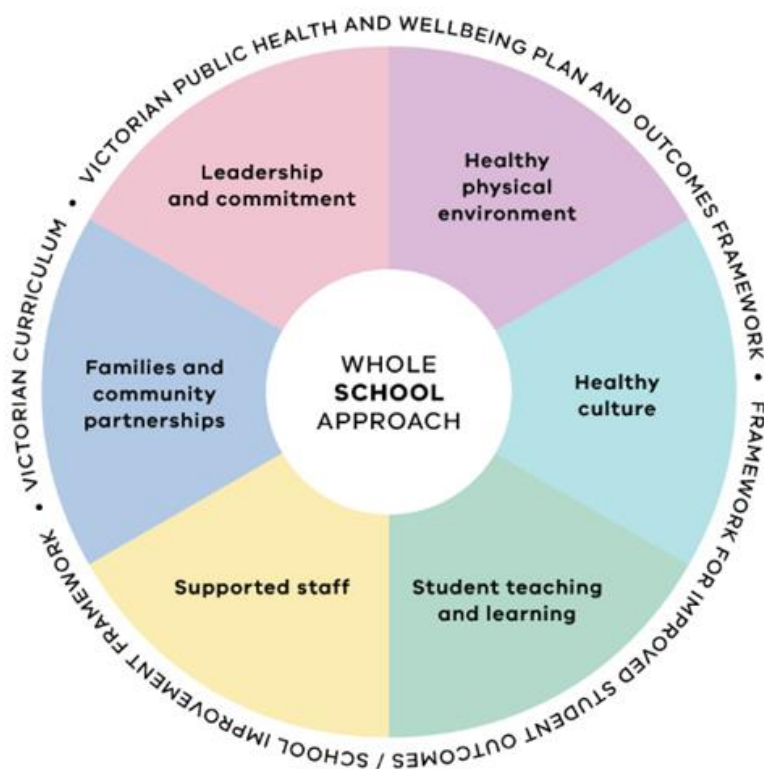 VICTORIAN PUBLIC HEALTH AND WELLBEING PLAN AND OUTCOMES FRAMEWORK •
FRAMEWORK FOR IMPROVED STUDENT OUTCOMES / SCHOOL IMPROVEMENT FRAMEWORK •
VICTORIAN CURRICULUM •
Leadership
and commitment
Healthy
physical
environment
Families and
community
partnerships
WHOLE
SCHOOL
APPROACH
Healthy
culture
Supported staff
Student teaching
and learning